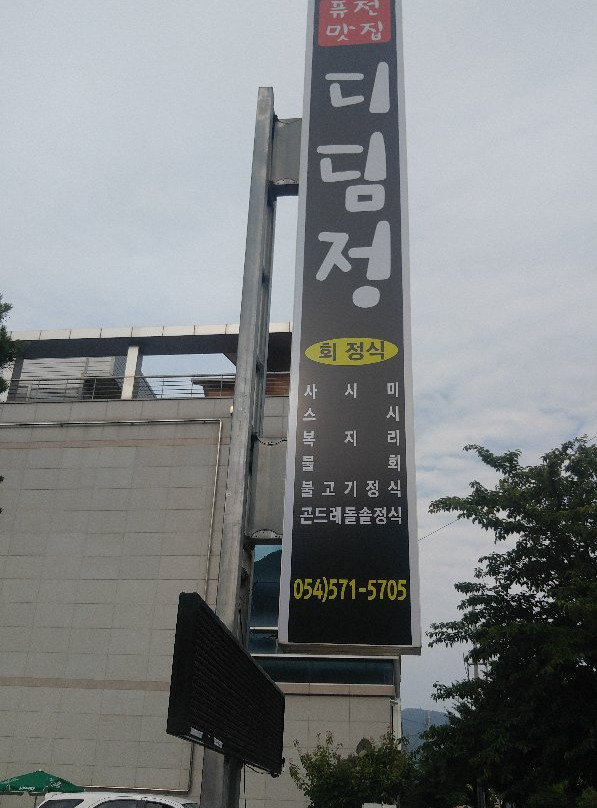 퓨전
맛집
디딤정
회 정식
사시미
스시
복지리
물회
불고기정식
곤드레돌솥정식
054)571-5705